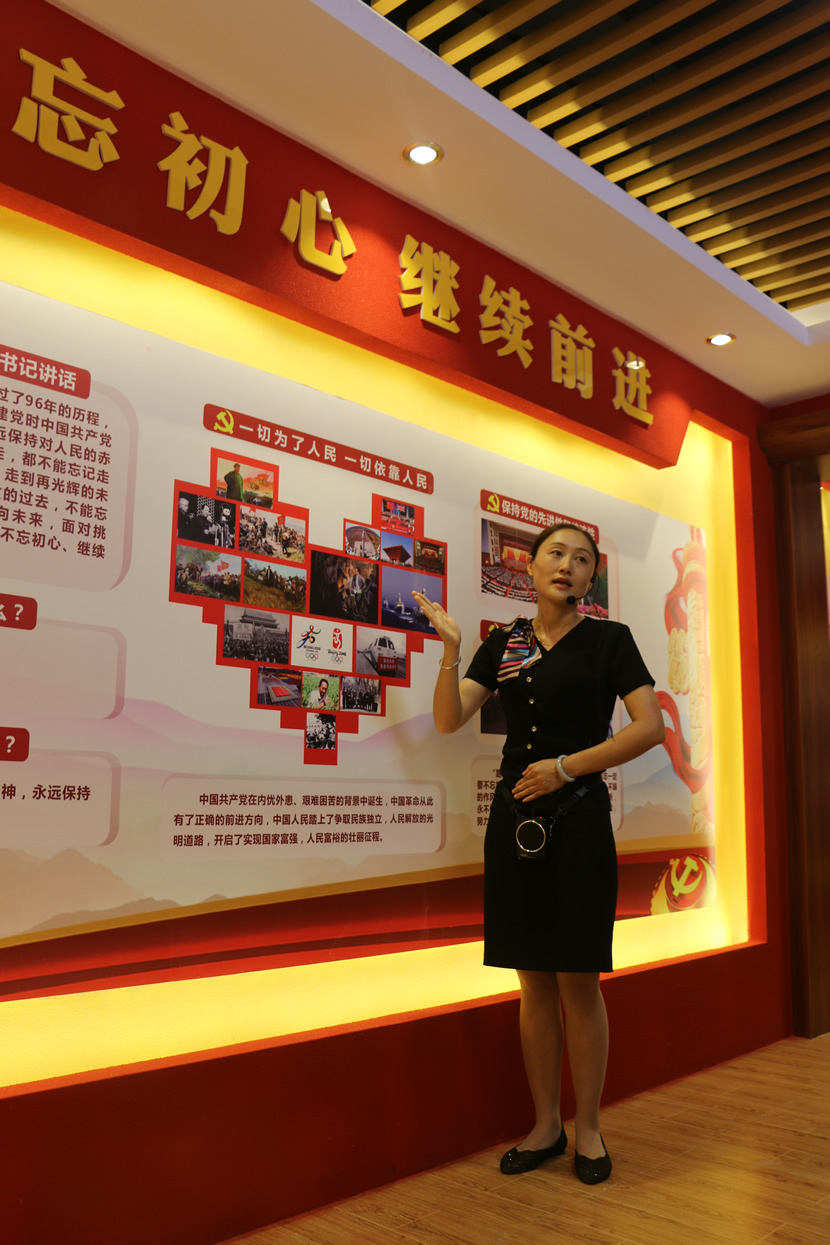 忘初心 继续前进
书记讲话
过了96年的历程，
建党时中国共产党
远保持对人民的赤
走，都不能忘记走
走到再光辉的未
的过去，不能忘
向未来，面对挑
不忘初心、继续
么？
？
神，永远保持
一切为了人民 一切依靠人民
中国共产党在内忧外患、艰难困苦的背景中诞生，中国革命从此
有了正确的前进方向，中国人民踏上了争取民族独立，人民解放的光
明道路，开启了实现国家富强，人民富裕的壮丽征程。
保持党的先进性